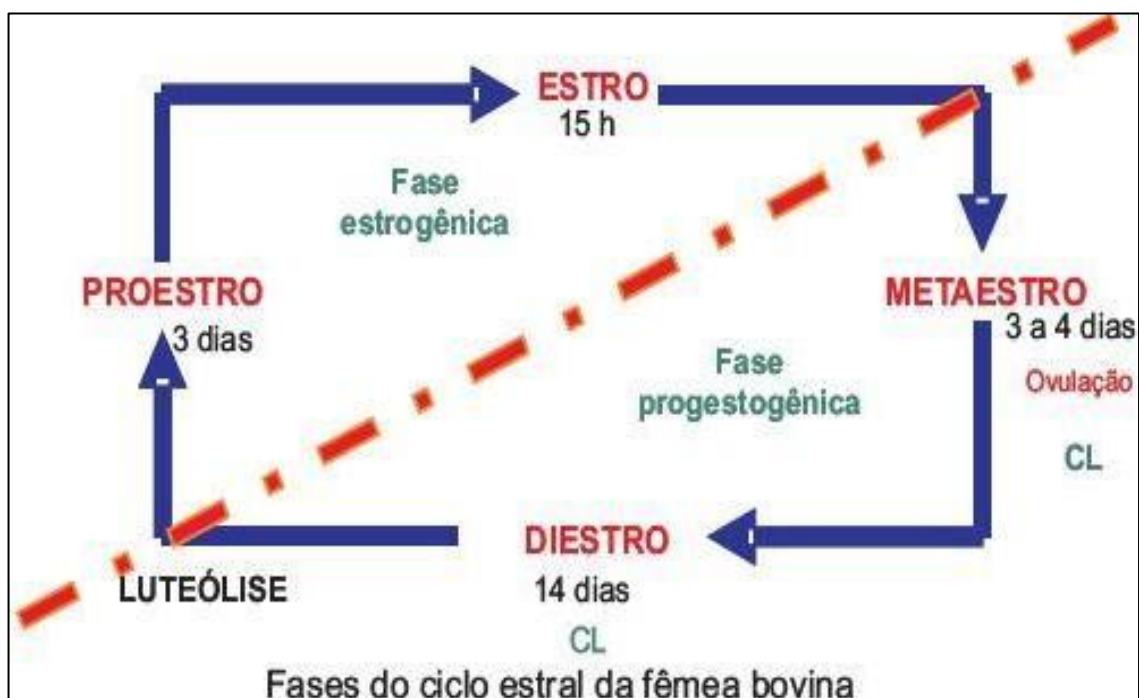 ESTRO
15 h
Fase
estrogênica
PROESTRO
3 dias
METAESTRO
3 a 4 dias
Ovulação
CL
Fase
progestogênica
DIESTRO
14 dias
CL
LUTEÓLISE
Fases do ciclo estral da fêmea bovina